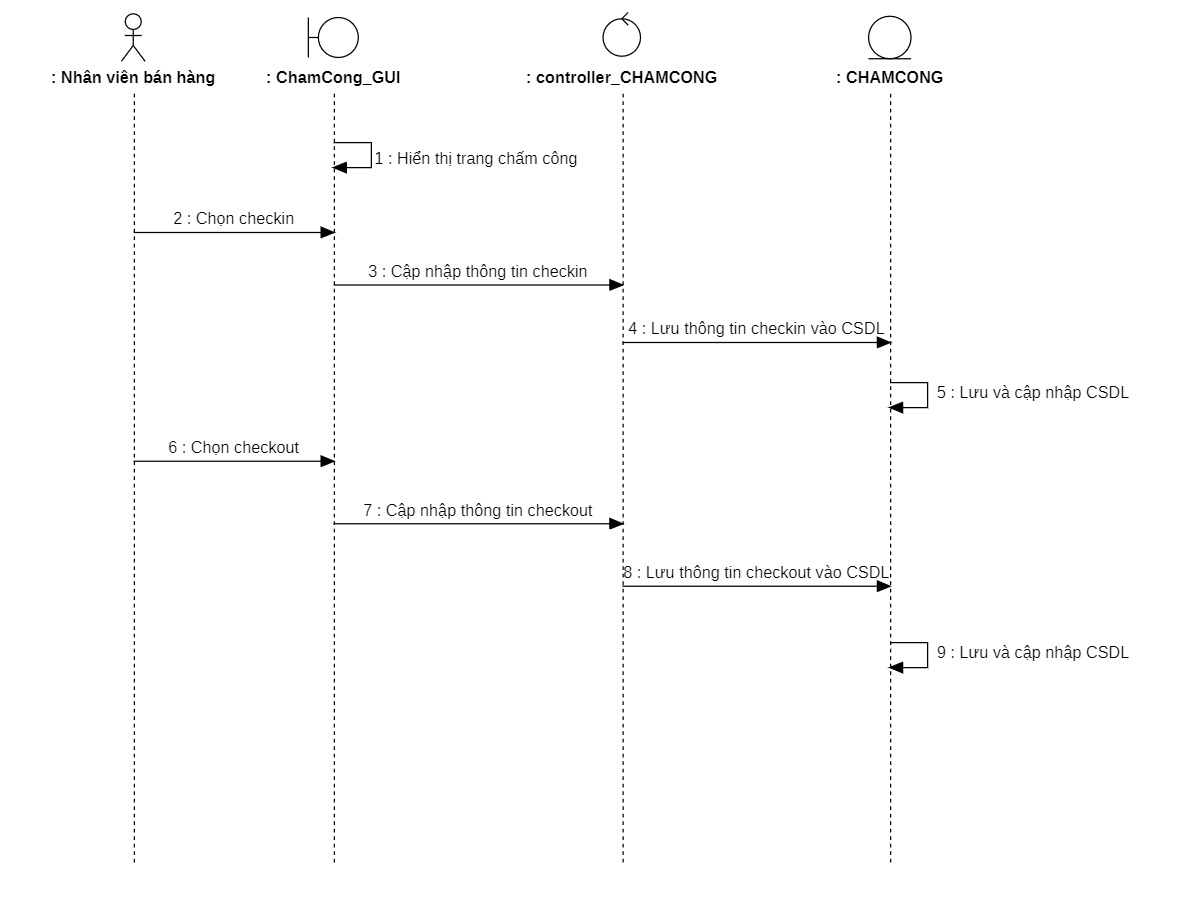 : Nhân viên bán hàng
: ChamCong_GUI
: controller_CHAMCONG
: CHAMCONG
1 : Hiển thị trang chấm công
2 : Chọn checkin
3 : Cập nhập thông tin checkin
4 : Lưu thông tin checkin vào CSDL
5 : Lưu và cập nhập CSDL
6 : Chọn checkout
7 : Cập nhập thông tin checkout
8 : Lưu thông tin checkout vào CSDL
9 : Lưu và cập nhập CSDL